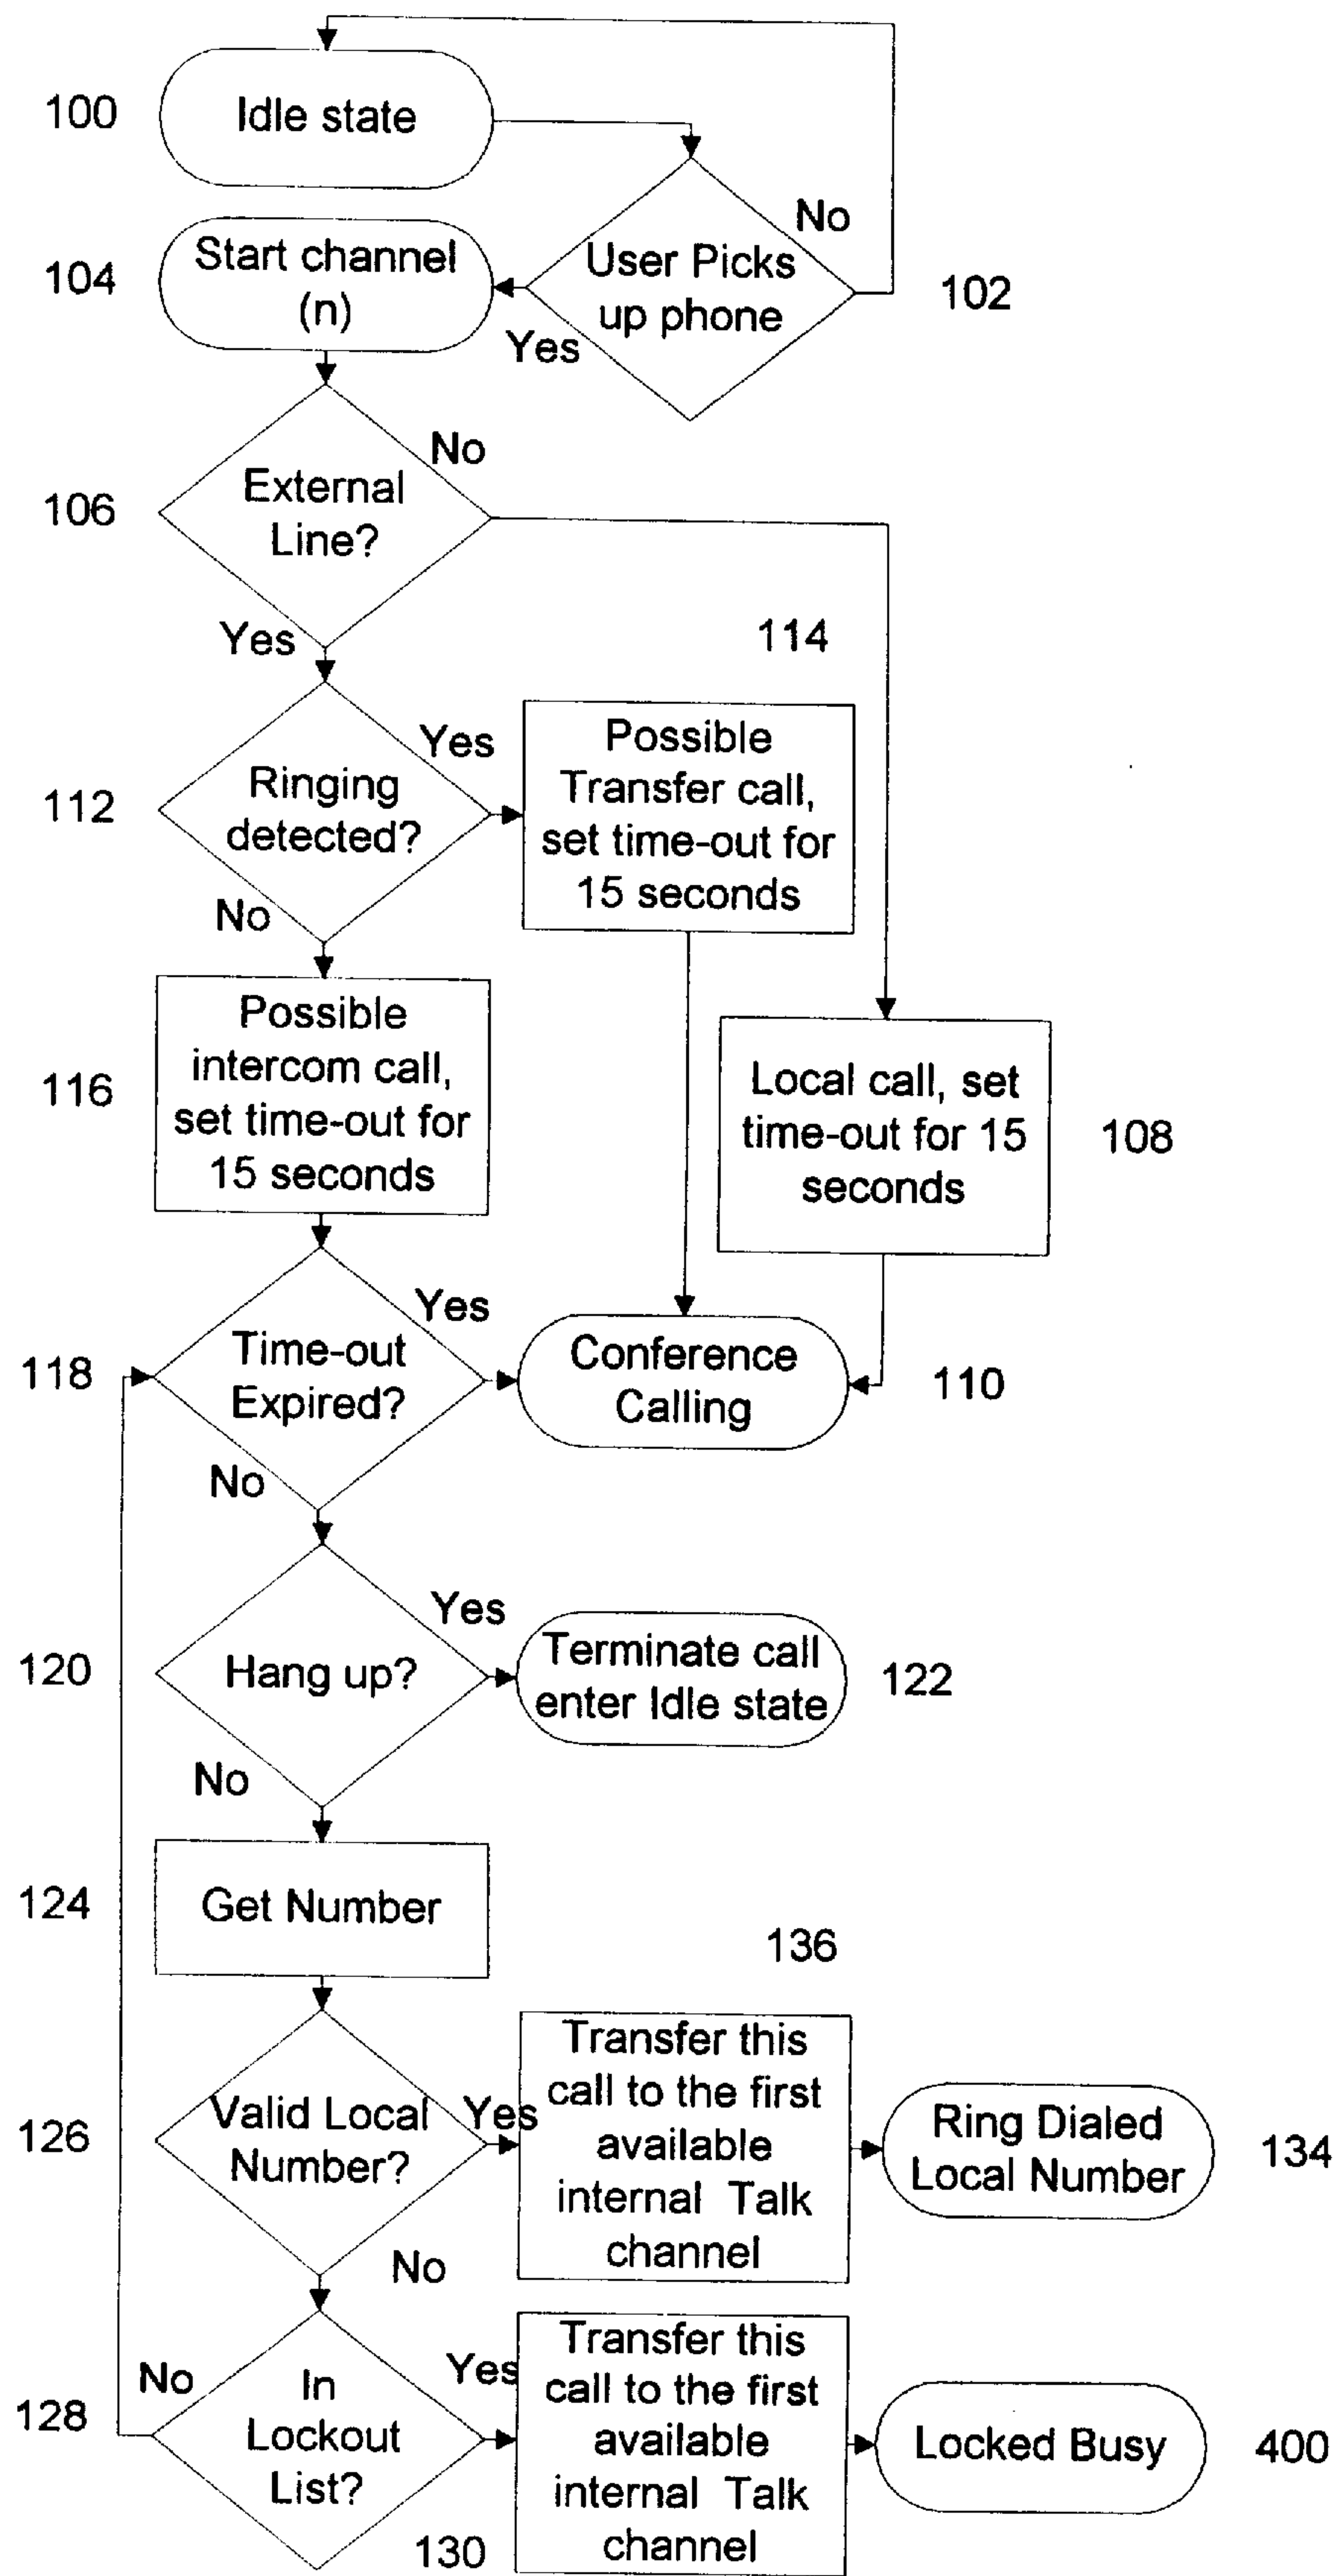 100
Idle state
No
104
Start channel
(n)
User Picks
up phone
102
Yes
No
106
External
Line?
Yes
114
112
Ringing
detected?
Yes
Possible
Transfer call,
set time-out for
15 seconds
No
116
Possible
intercom call,
set time-out for
15 seconds
Local call, set
time-out for 15
seconds
108
118
Time-out
Expired?
Yes
Conference
Calling
110
No
120
Hang up?
Yes
Terminate call
enter Idle state
122
No
124
Get Number
136
126
Valid Local
Number?
Yes
Transfer this
call to the first
available
internal Talk
channel
Ring Dialed
Local Number
134
No
No
128
In
Lockout
List?
Yes
Transfer this
call to the first
available
internal Talk
channel
Locked Busy
400
130